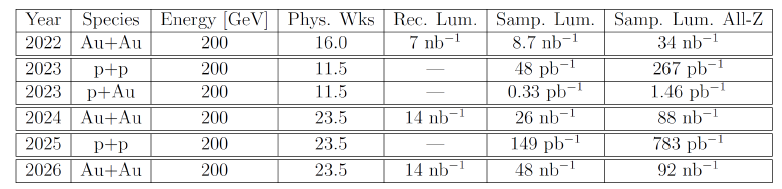 Year Species Energy [GeV] Phys. Wks Rec. Lum. Samp. Lum. Samp. Lum. All-Z
2022 Au+Au 200 16.0 7 nb⁻¹ 8.7 nb⁻¹ 34 nb⁻¹
2023 p+p 200 11.5 — 48 pb⁻¹ 267 pb⁻¹
2023 p+Au 200 11.5 — 0.33 pb⁻¹ 1.46 pb⁻¹
2024 Au+Au 200 23.5 14 nb⁻¹ 26 nb⁻¹ 88 nb⁻¹
2025 p+p 200 23.5 — 149 pb⁻¹ 783 pb⁻¹
2026 Au+Au 200 23.5 14 nb⁻¹ 48 nb⁻¹ 92 nb⁻¹